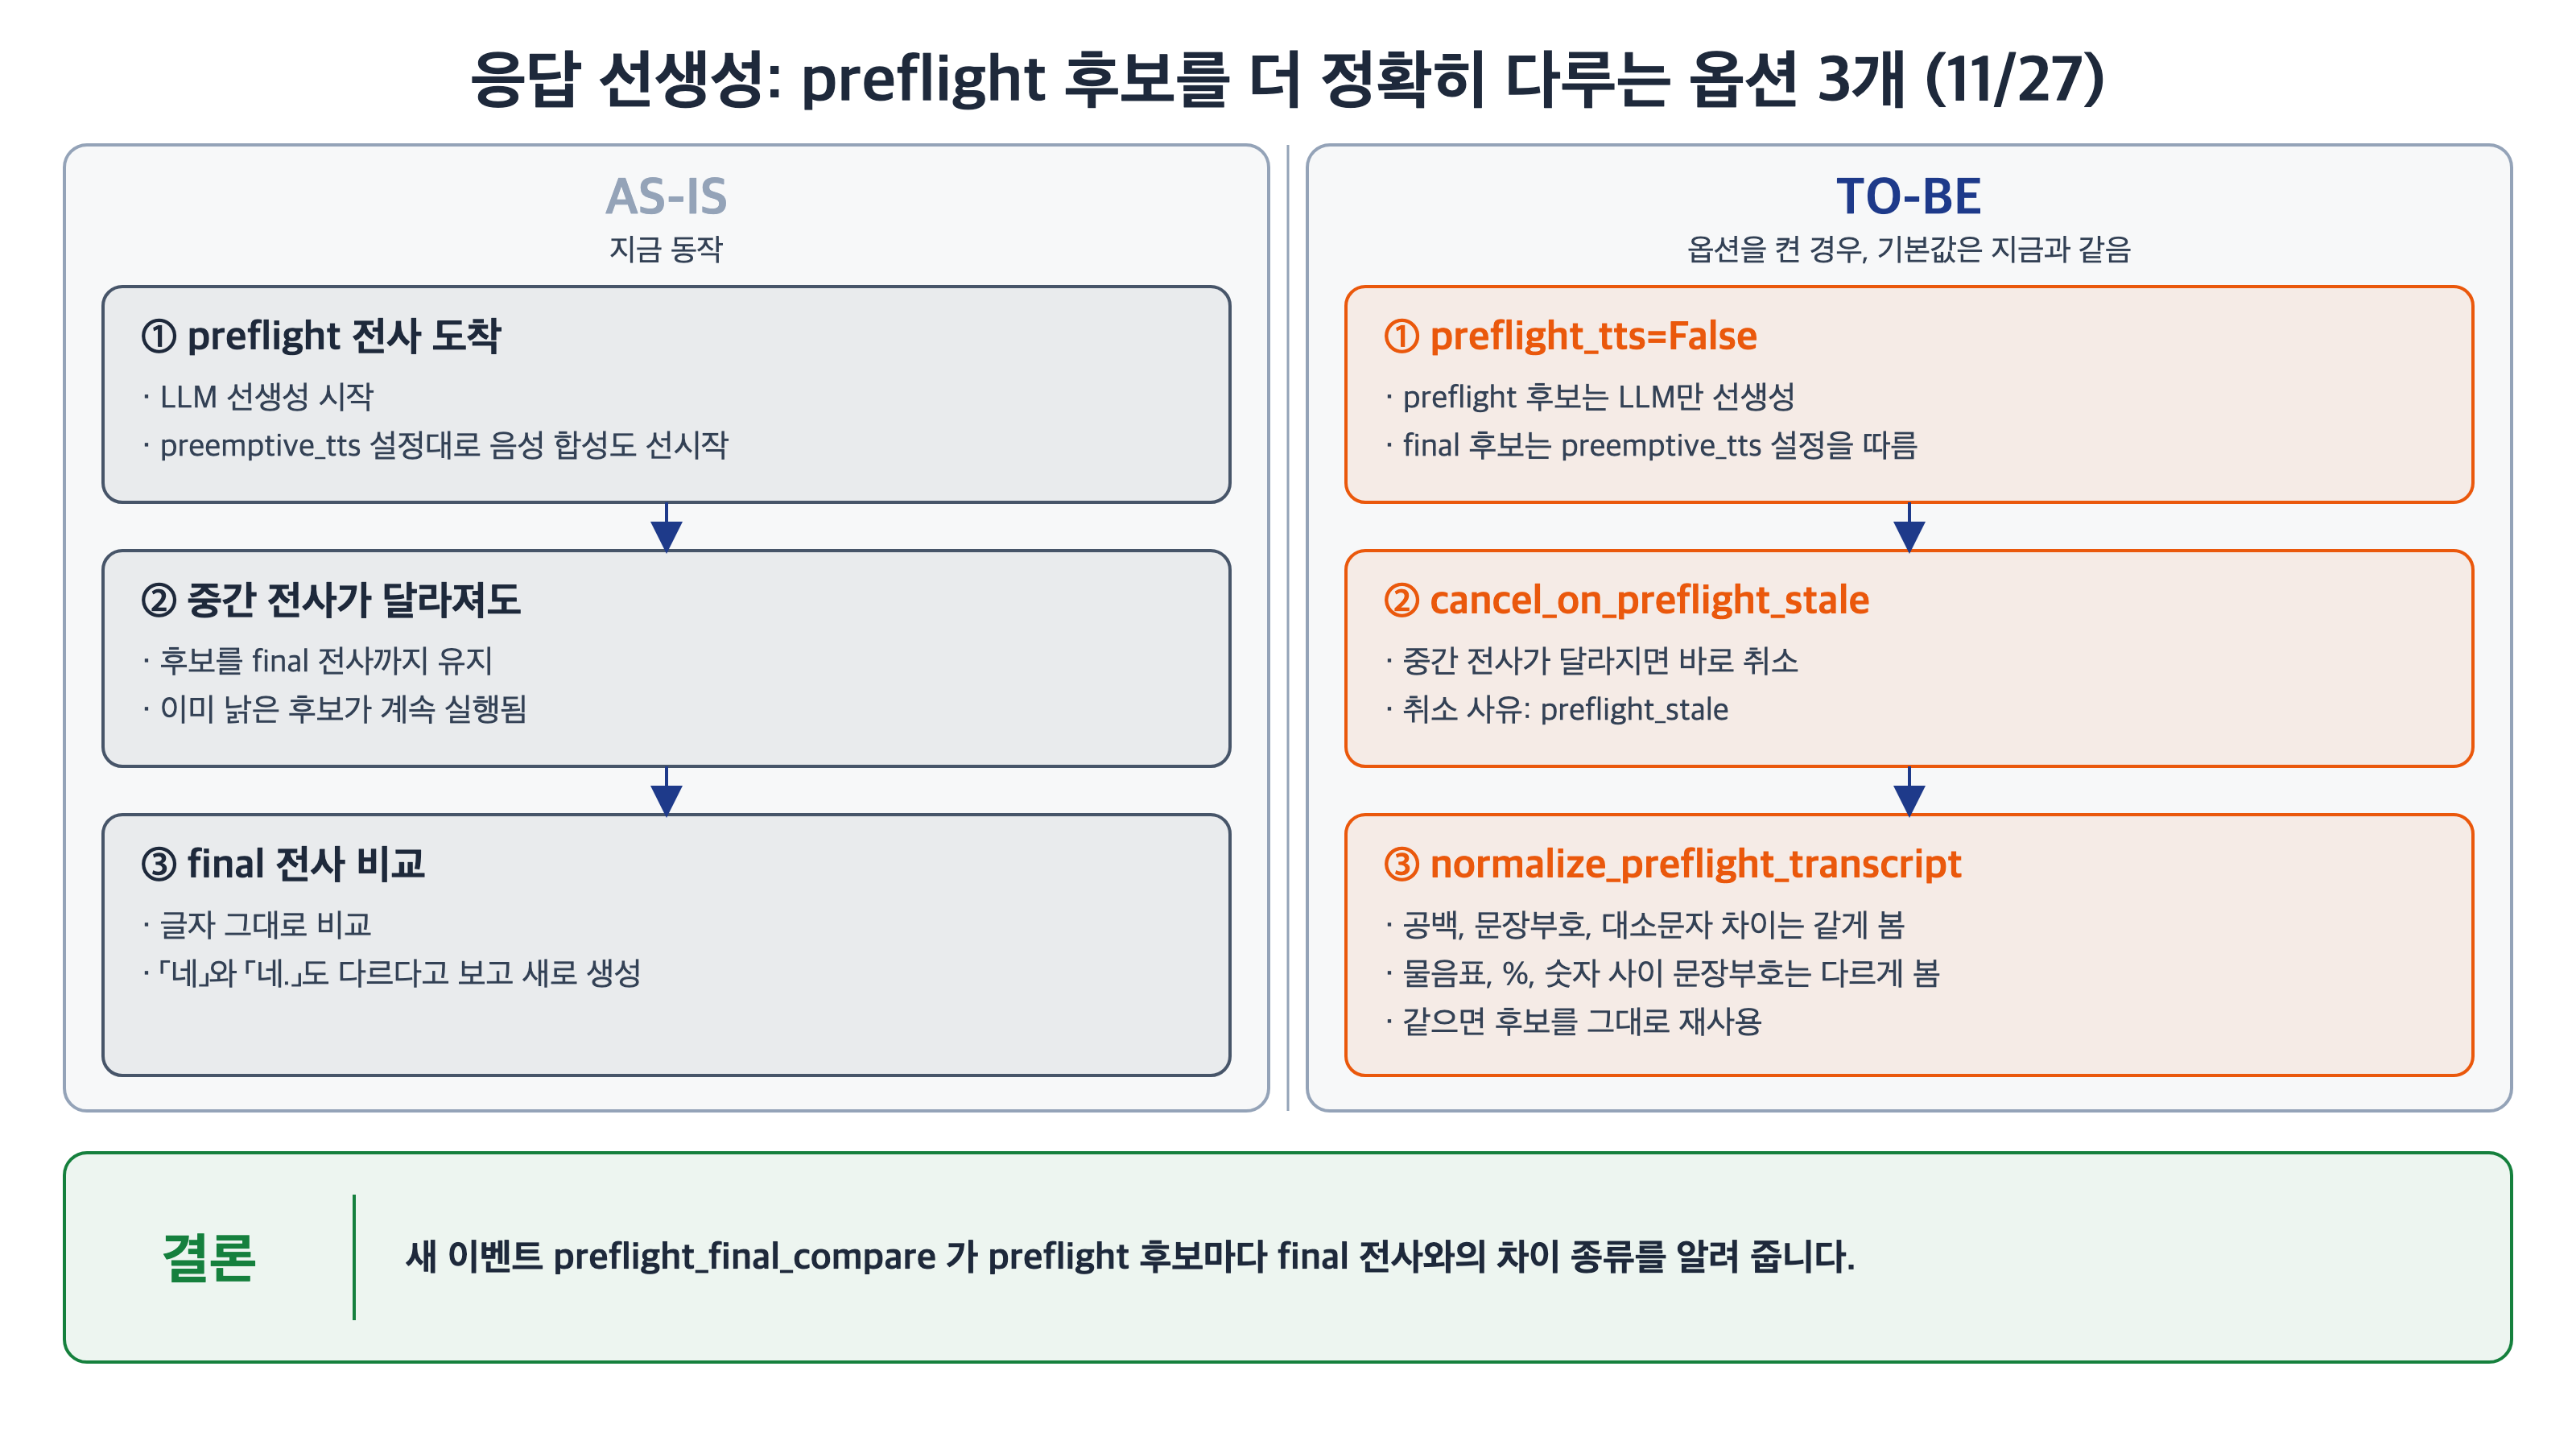 응답 선생성: preflight 후보를 더 정확히 다루는 옵션 3개 (11/27)
AS-IS
지금 동작
① preflight 전사 도착
· LLM 선생성 시작
· preemptive_tts 설정대로 음성 합성도 선시작
② 중간 전사가 달라져도
· 후보를 final 전사까지 유지
· 이미 낡은 후보가 계속 실행됨
③ final 전사 비교
· 글자 그대로 비교
· 「네」와 「네.」도 다르다고 보고 새로 생성
TO-BE
옵션을 켠 경우, 기본값은 지금과 같음
① preflight_tts=False
· preflight 후보는 LLM만 선생성
· final 후보는 preemptive_tts 설정을 따름
② cancel_on_preflight_stale
· 중간 전사가 달라지면 바로 취소
· 취소 사유: preflight_stale
③ normalize_preflight_transcript
· 공백, 문장부호, 대소문자 차이는 같게 봄
· 물음표, %, 숫자 사이 문장부호는 다르게 봄
· 같으면 후보를 그대로 재사용
결론
새 이벤트 preflight_final_compare 가 preflight 후보마다 final 전사와의 차이 종류를 알려 줍니다.